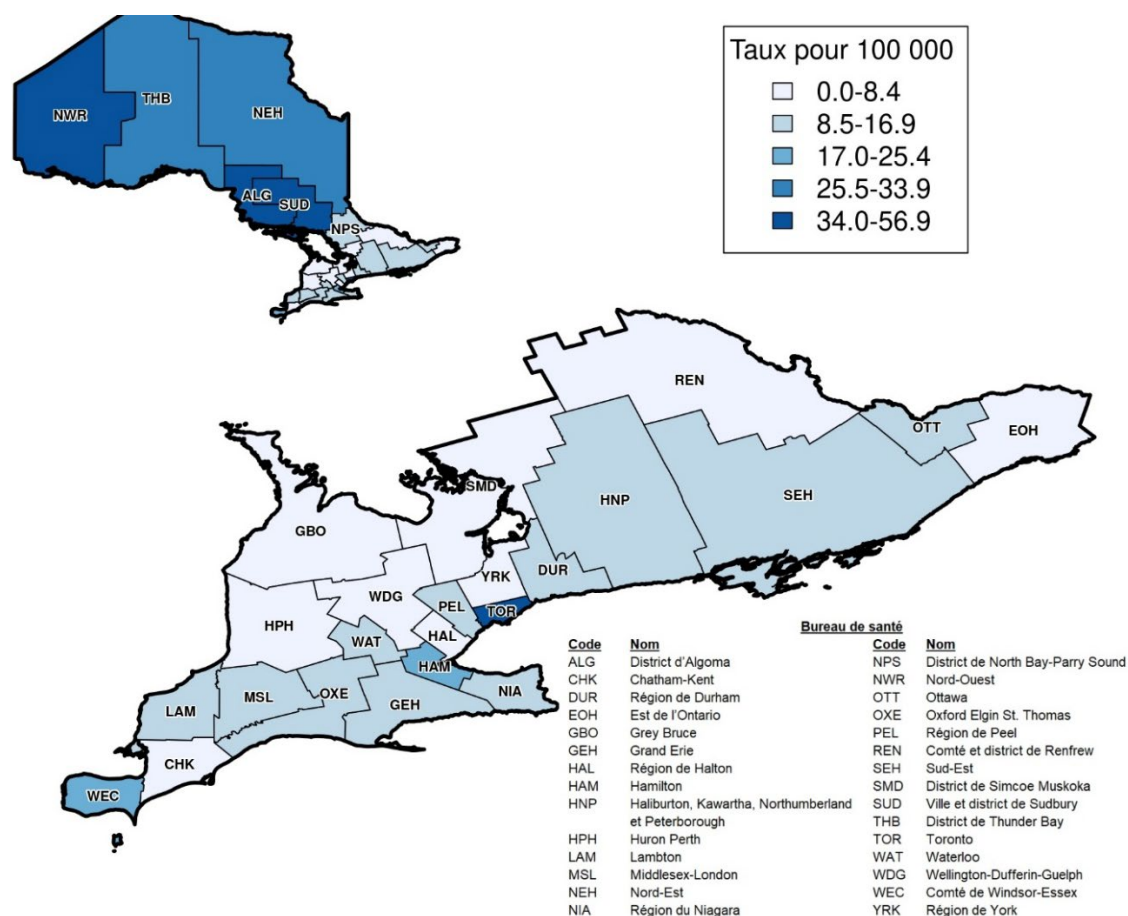 Taux pour 100 000
0.0-8.4
8.5-16.9
17.0-25.4
25.5-33.9
34.0-56.9
NWR
THB
NEH
ALG
SUD
NPS
REN
OTT
EOH
SMD
HNP
SEH
GBO
YRK
DUR
WDG
PEL
TOR
HPH
WAT
HAL
HAM
LAM
MSL
OXE
GEH
NIA
CHK
WEC
Bureau de santé
Code Nom Code Nom
ALG District d'Algoma NPS District de North Bay-Parry Sound
CHK Chatham-Kent NWR Nord-Ouest
DUR Région de Durham OTT Ottawa
EOH Est de l'Ontario OXE Oxford Elgin St. Thomas
GBO Grey Bruce PEL Région de Peel
GEH Grand Erie REN Comté et district de Renfrew
HAL Région de Halton SEH Sud-Est
HAM Hamilton SMD District de Simcoe Muskoka
HNP Haliburton, Kawartha, Northumberland SUD Ville et district de Sudbury
et Peterborough THB District de Thunder Bay
HPH Huron Perth TOR Toronto
LAM Lambton WAT Waterloo
MSL Middlesex-London WDG Wellington-Dufferin-Guelph
NEH Nord-Est WEC Comté de Windsor-Essex
NIA Région du Niagara YRK Région de York